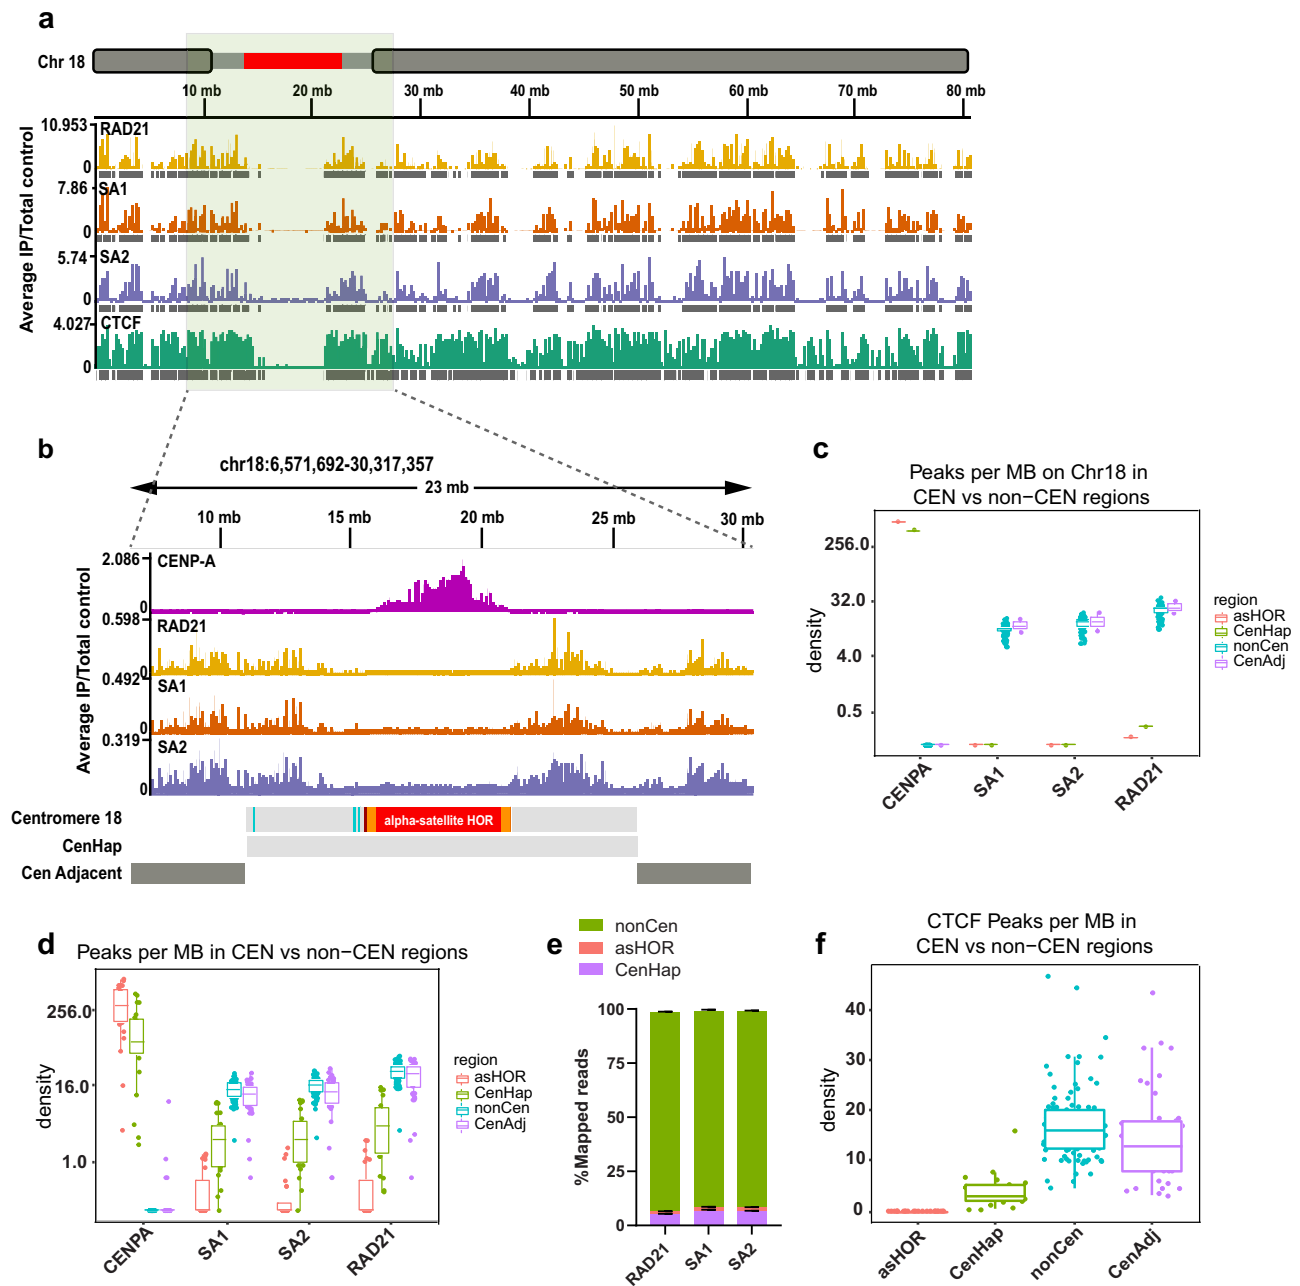 a
Chr 18
10 mb 20 mb 30 mb 40 mb 50 mb 60 mb 70 mb 80 mb
Average IP/Total control
10.953
RAD21
0
7.86
SA1
0
5.74
SA2
0
4.027
CTCF
0
b
chr18:6,571,692-30,317,357
23 mb
10 mb 15 mb 20 mb 25 mb 30 mb
Average IP/Total control
2.086
CENP-A
0
0.598
RAD21
0
0.492
SA1
0
0.319
SA2
0
Centromere 18
alpha-satellite HOR
CenHap
Cen Adjacent
c
Peaks per MB on Chr18 in
CEN vs non−CEN regions
density
256.0
32.0
4.0
0.5
CENPA SA1 SA2 RAD21
region
asHOR
CenHap
nonCen
CenAdj
d
Peaks per MB in CEN vs non−CEN regions
density
256.0
16.0
1.0
CENPA SA1 SA2 RAD21
region
asHOR
CenHap
nonCen
CenAdj
e
nonCen
asHOR
CenHap
%Mapped reads
100
75
50
25
0
RAD21 SA1 SA2
f
CTCF Peaks per MB in
CEN vs non−CEN regions
density
40
30
20
10
0
asHOR CenHap nonCen CenAdj